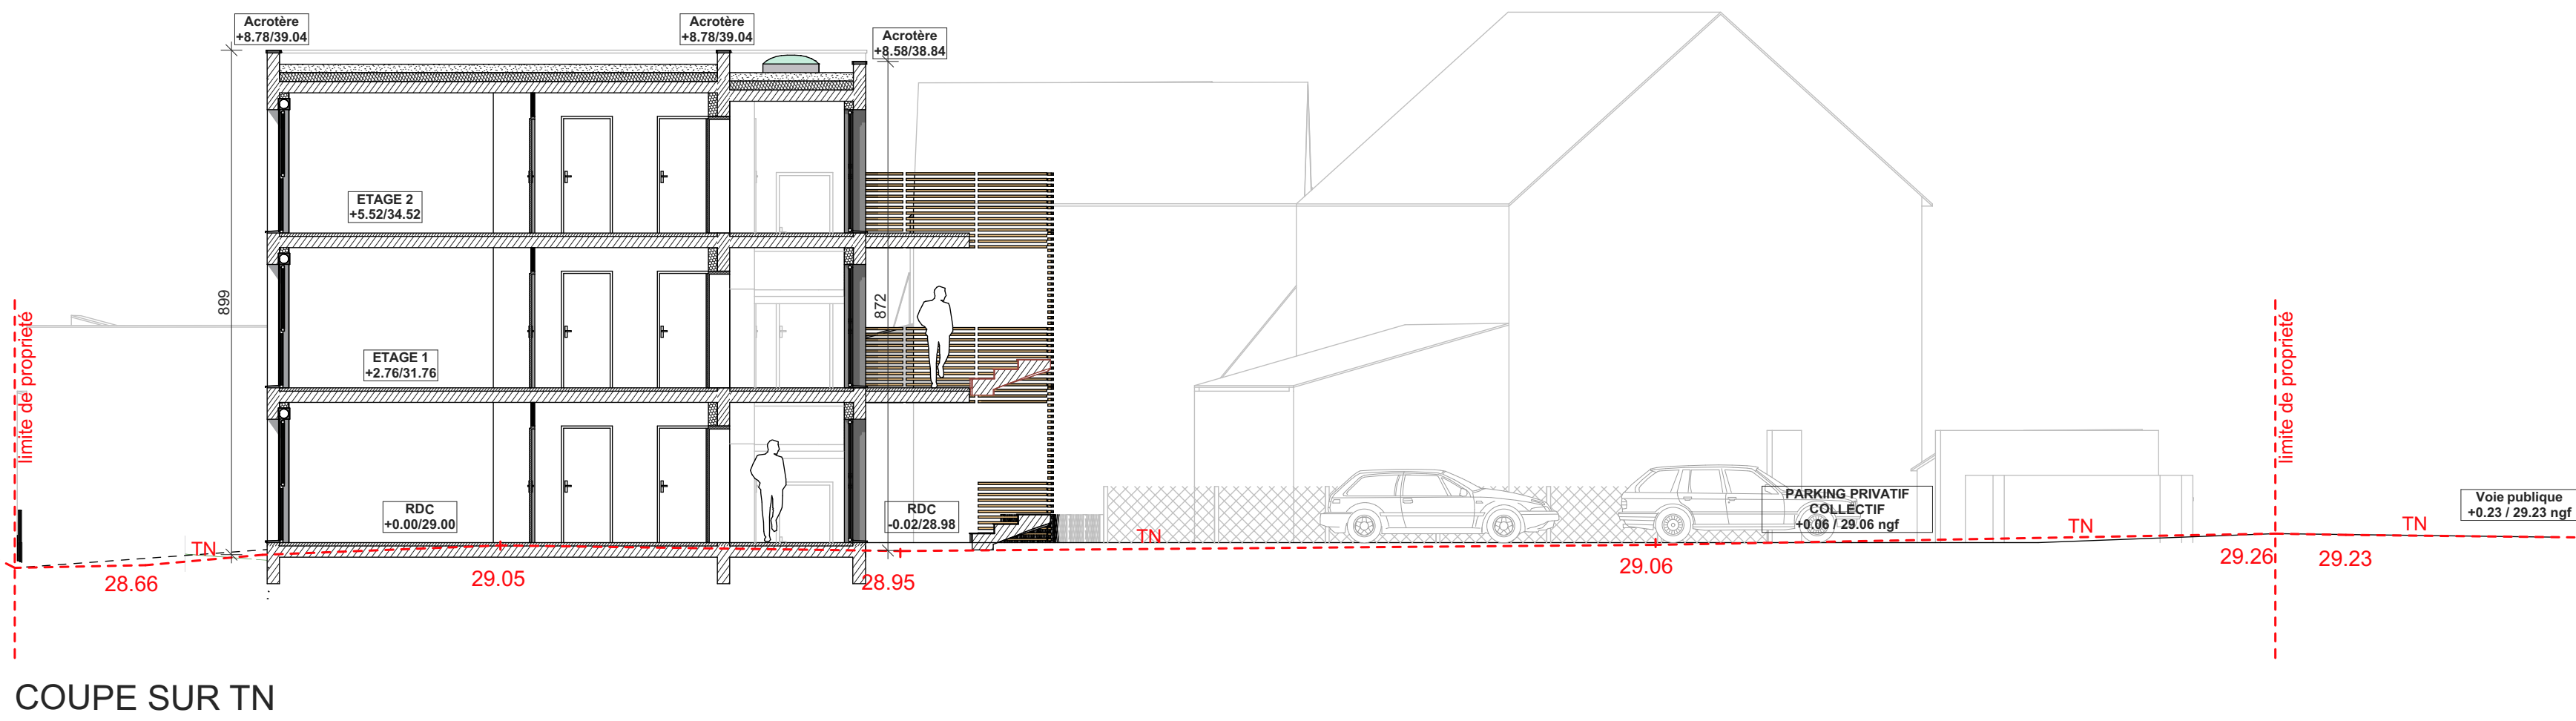 Acrotère
+8.78/39.04
Acrotère
+8.78/39.04
Acrotère
+8.58/38.84
899
872
ETAGE 2
+5.52/34.52
ETAGE 1
+2.76/31.76
limite de proprieté
limite de proprieté
RDC
+0.00/29.00
RDC
-0.02/28.98
PARKING PRIVATIF
COLLECTIF
+0.06 / 29.06 ngf
Voie publique
+0.23 / 29.23 ngf
TN
TN
TN
TN
28.66
29.05
28.95
29.06
29.26
29.23
COUPE SUR TN